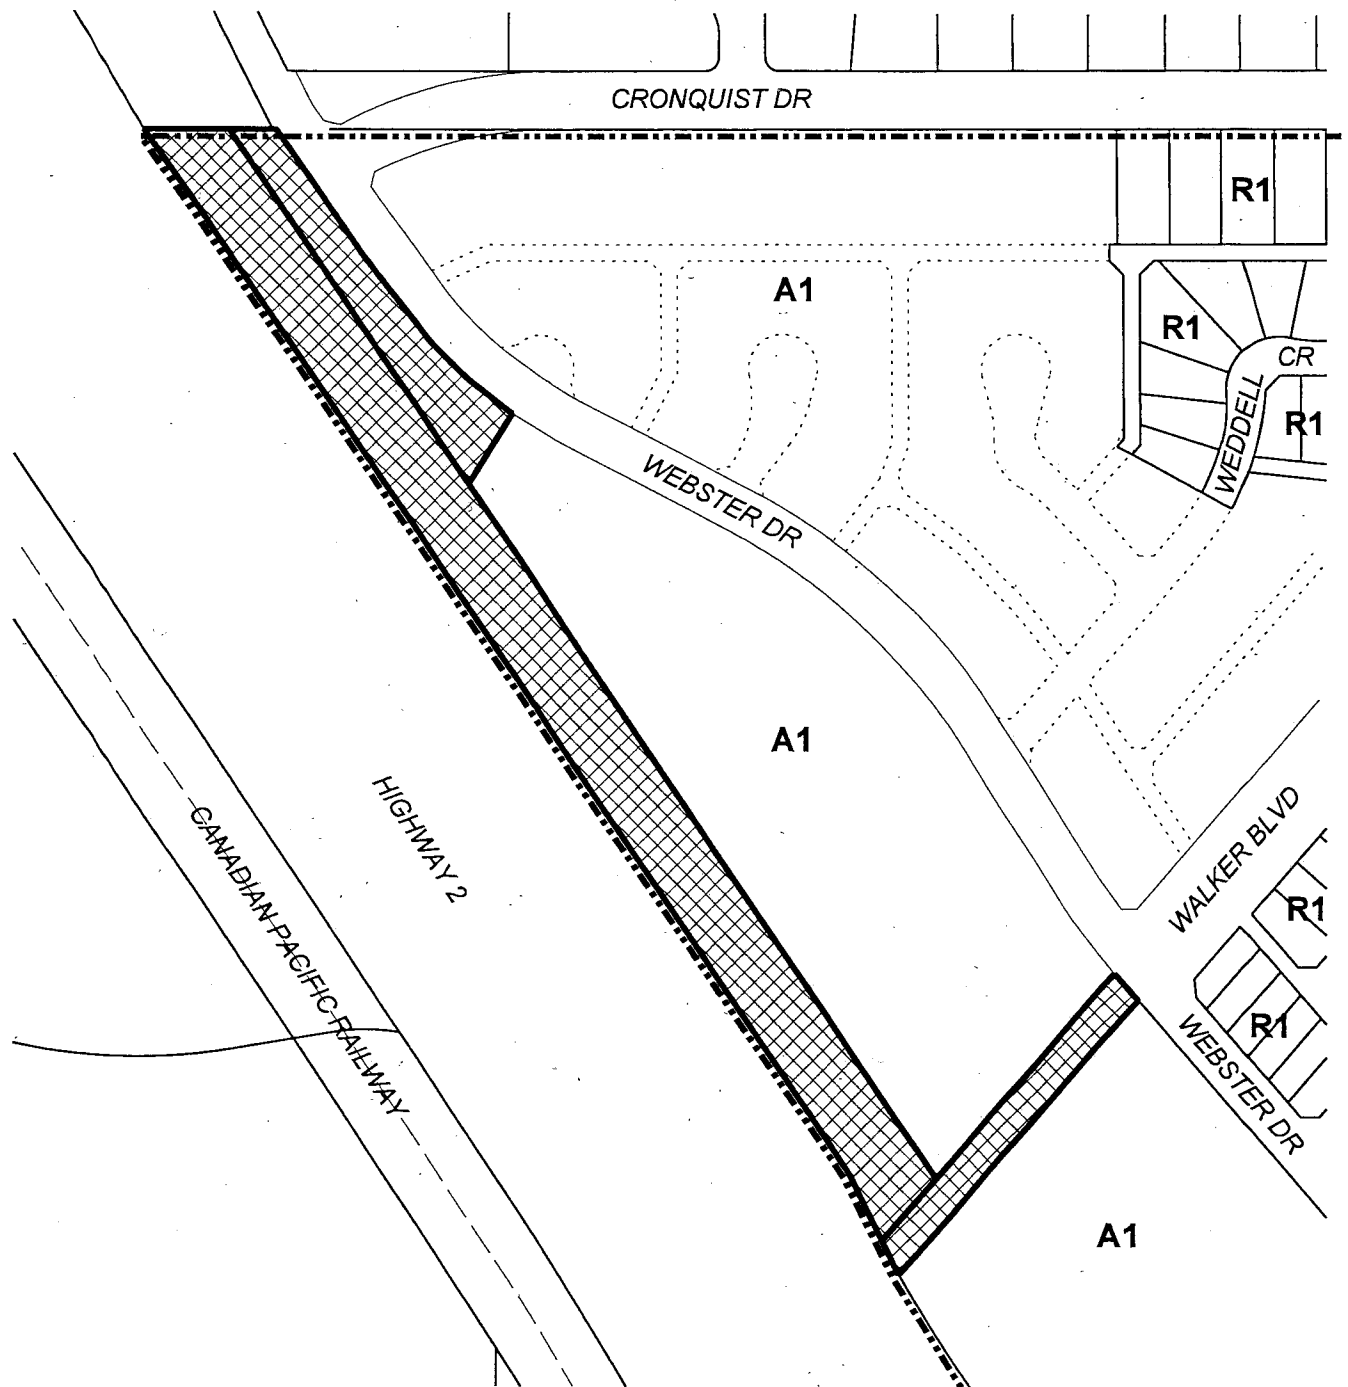 CRONQUIST DR
R1
A1
R1
CR
WEDDELL
R1
WEBSTER DR
A1
HIGHWAY 2
CANADIAN PACIFIC RAILWAY
WALKER BLVD
R1
R1
WEBSTER DR
A1